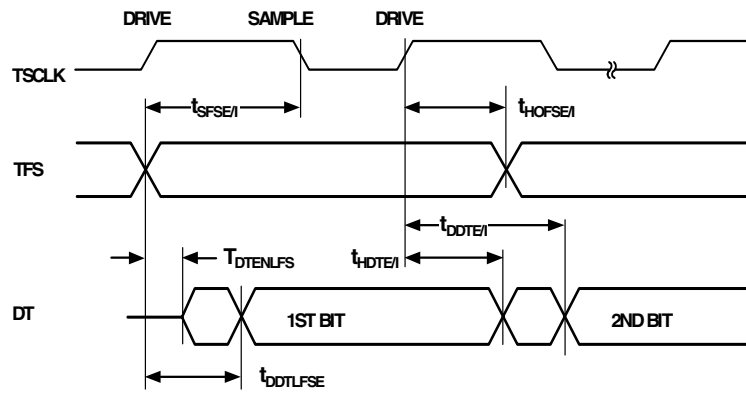 DRIVE SAMPLE DRIVE
TSCLK
tSFSE/I tHOFSE/I
TFS
tDDTE/I
TDTENLFS tHDTE/I
DT 1ST BIT 2ND BIT
tDDTLFSE